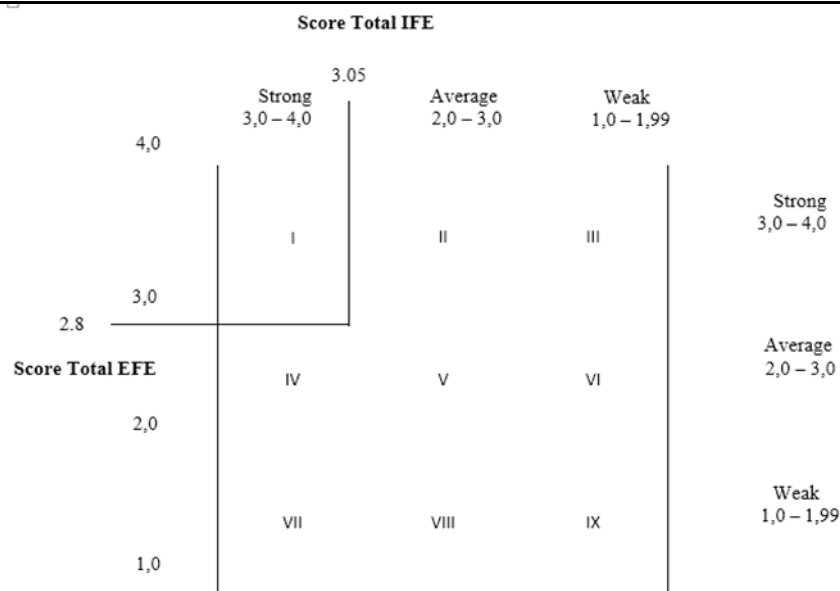 Score Total IFE
3.05
Strong Average Weak
3,0 – 4,0 2,0 – 3,0 1,0 – 1,99
4,0
Strong
3,0 – 4,0
I II III
3,0
2.8
Average
2,0 – 3,0
Score Total EFE
IV V VI
2,0
Weak
1,0 – 1,99
VII VIII IX
1,0